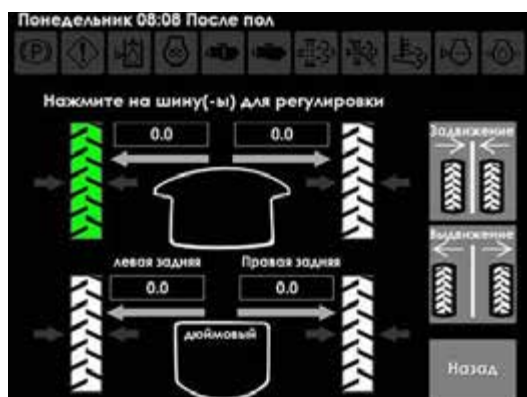 Понедельник 08:08 После пол
(P)
Нажмите на шину(-ы) для регулировки
0.0 0.0
Задвижение
Выдвижение
левая задняя Правая задняя
0.0 0.0
дюймовый
Назад